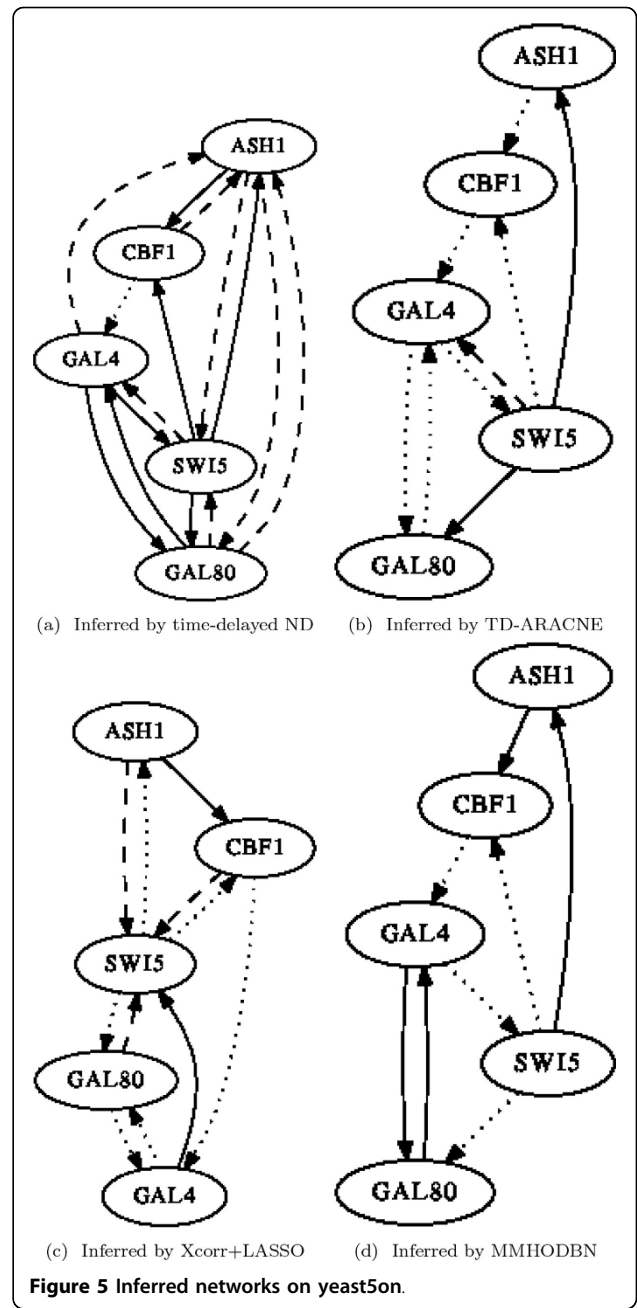 ASH1
CBF1
GAL4
SWI5
GAL80
(a) Inferred by time-delayed ND
ASH1
CBF1
GAL4
SWI5
GAL80
(b) Inferred by TD-ARACNE
ASH1
CBF1
SWI5
GAL80
GAL4
(c) Inferred by Xcorr+LASSO
ASH1
CBF1
GAL4
SWI5
GAL80
(d) Inferred by MMHODBN
Figure 5 Inferred networks on yeast5on.